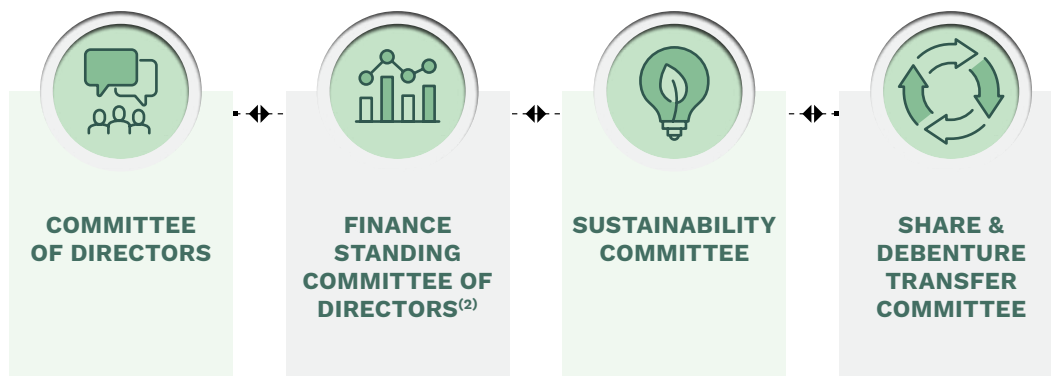 COMMITTEE
OF DIRECTORS
FINANCE
STANDING
COMMITTEE OF
DIRECTORS(2)
SUSTAINABILITY
COMMITTEE
SHARE &
DEBENTURE
TRANSFER
COMMITTEE